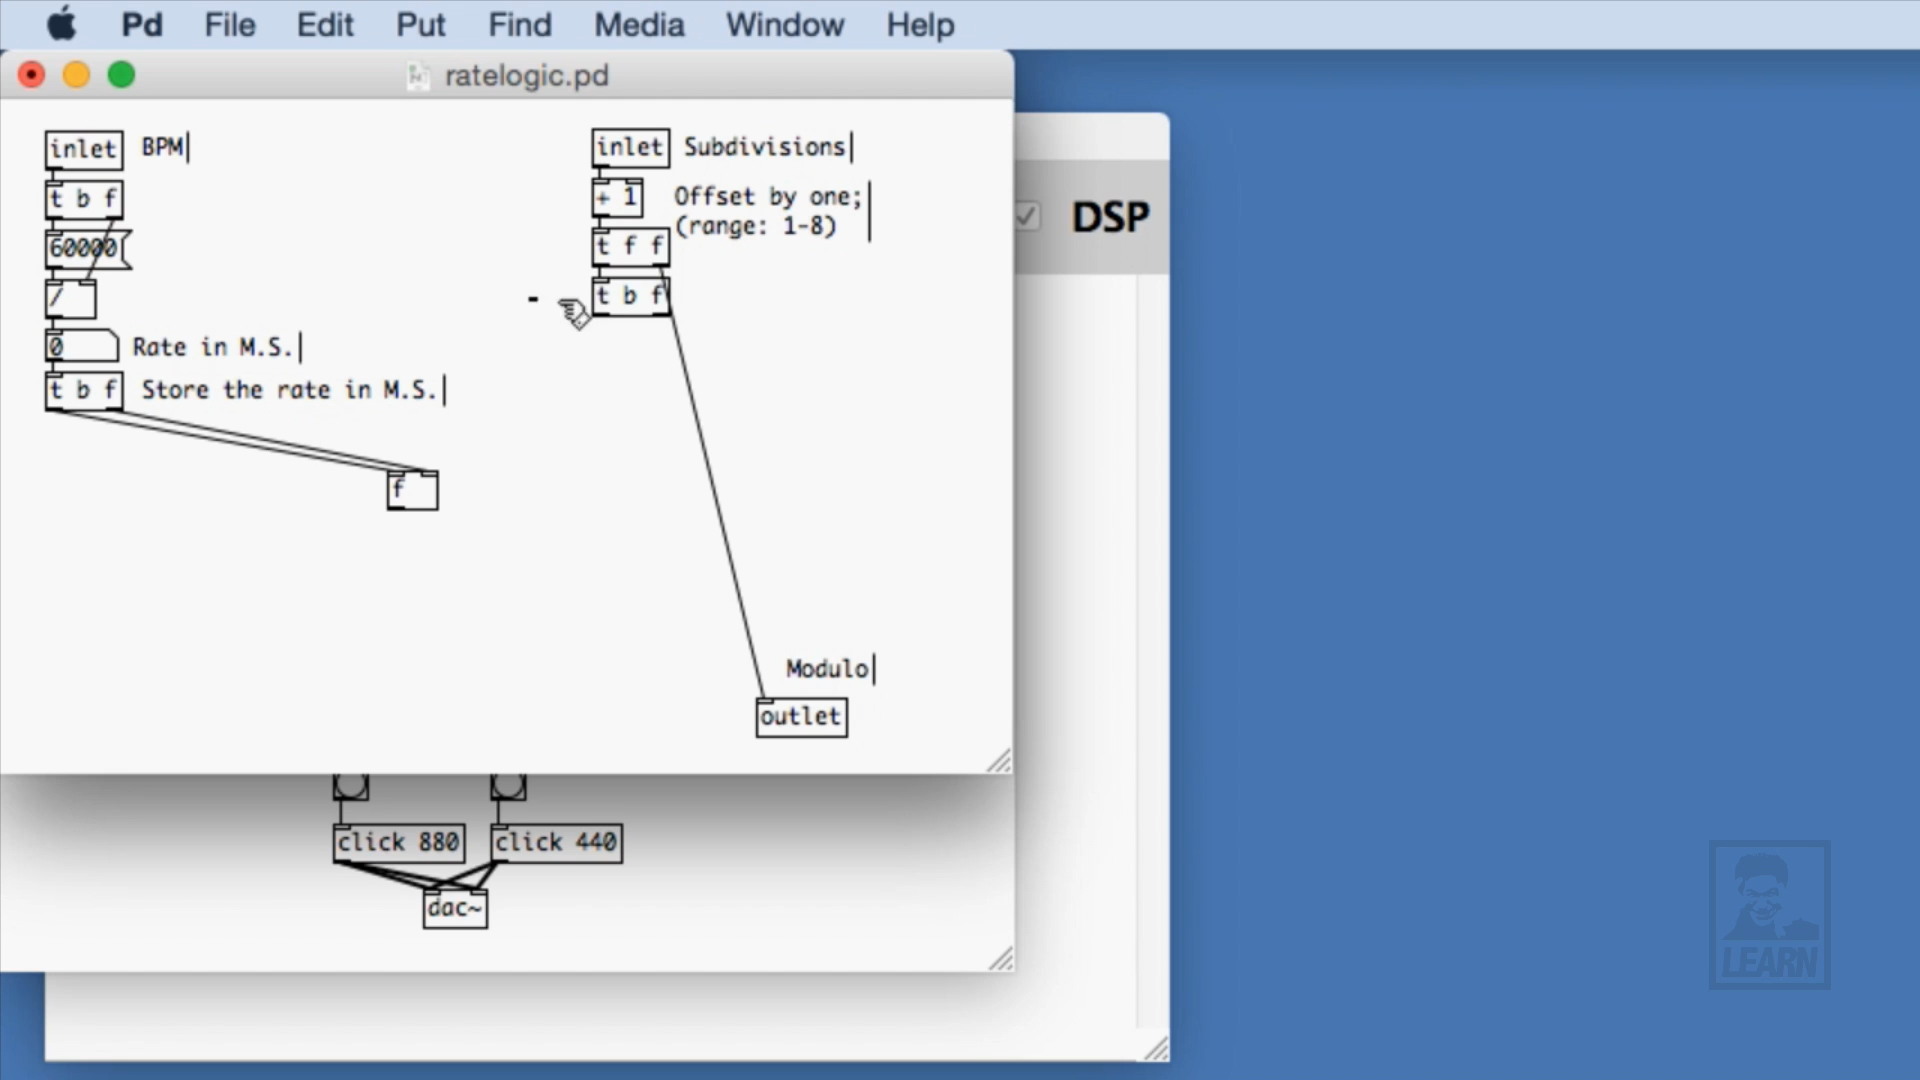 Pd File Edit Put Find Media Window Help
ratelogic.pd
inlet BPM
t b f
60000
/
0 Rate in M.S.
t b f Store the rate in M.S.
f
inlet Subdivisions
+ 1 Offset by one;
(range: 1-8)
t f f
t b f
-
Modulo
outlet
DSP
click 880 click 440
dac~
LEARN